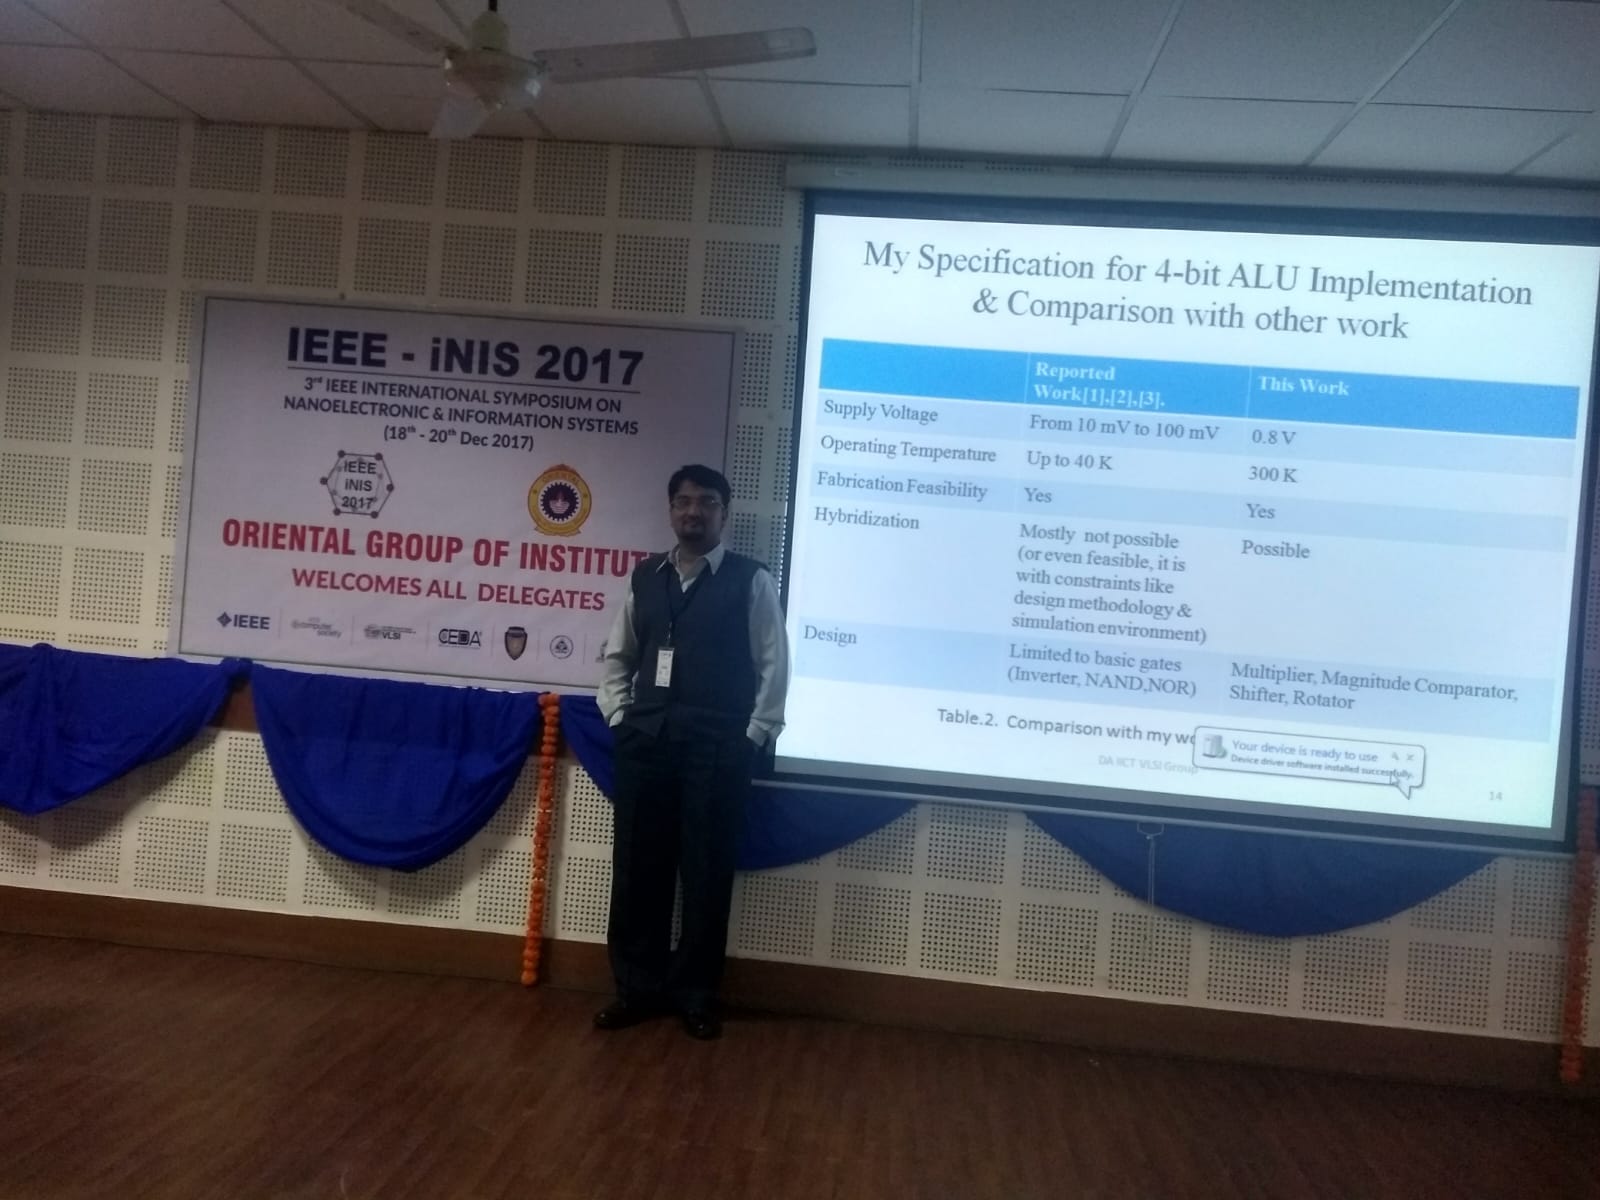 IEEE - iNIS 2017
3rd IEEE INTERNATIONAL SYMPOSIUM ON
NANOELECTRONIC & INFORMATION SYSTEMS
(18th - 20th Dec 2017)
IEEE
iNIS
2017
ORIENTAL
ORIENTAL GROUP OF INSTITUT
WELCOMES ALL DELEGATES
IEEE
computer
society
VLSI
CEDA
My Specification for 4-bit ALU Implementation
& Comparison with other work
Reported
Work[1],[2],[3].
This Work
Supply Voltage
From 10 mV to 100 mV
0.8 V
Operating Temperature
Up to 40 K
300 K
Fabrication Feasibility
Yes
Yes
Hybridization
Mostly not possible
(or even feasible, it is
with constraints like
design methodology &
simulation environment)
Possible
Design
Limited to basic gates
(Inverter, NAND,NOR)
Multiplier, Magnitude Comparator,
Shifter, Rotator
Table.2. Comparison with my wo
Your device is ready to use
Device driver software installed successfully.
DA IICT VLSI Group
14